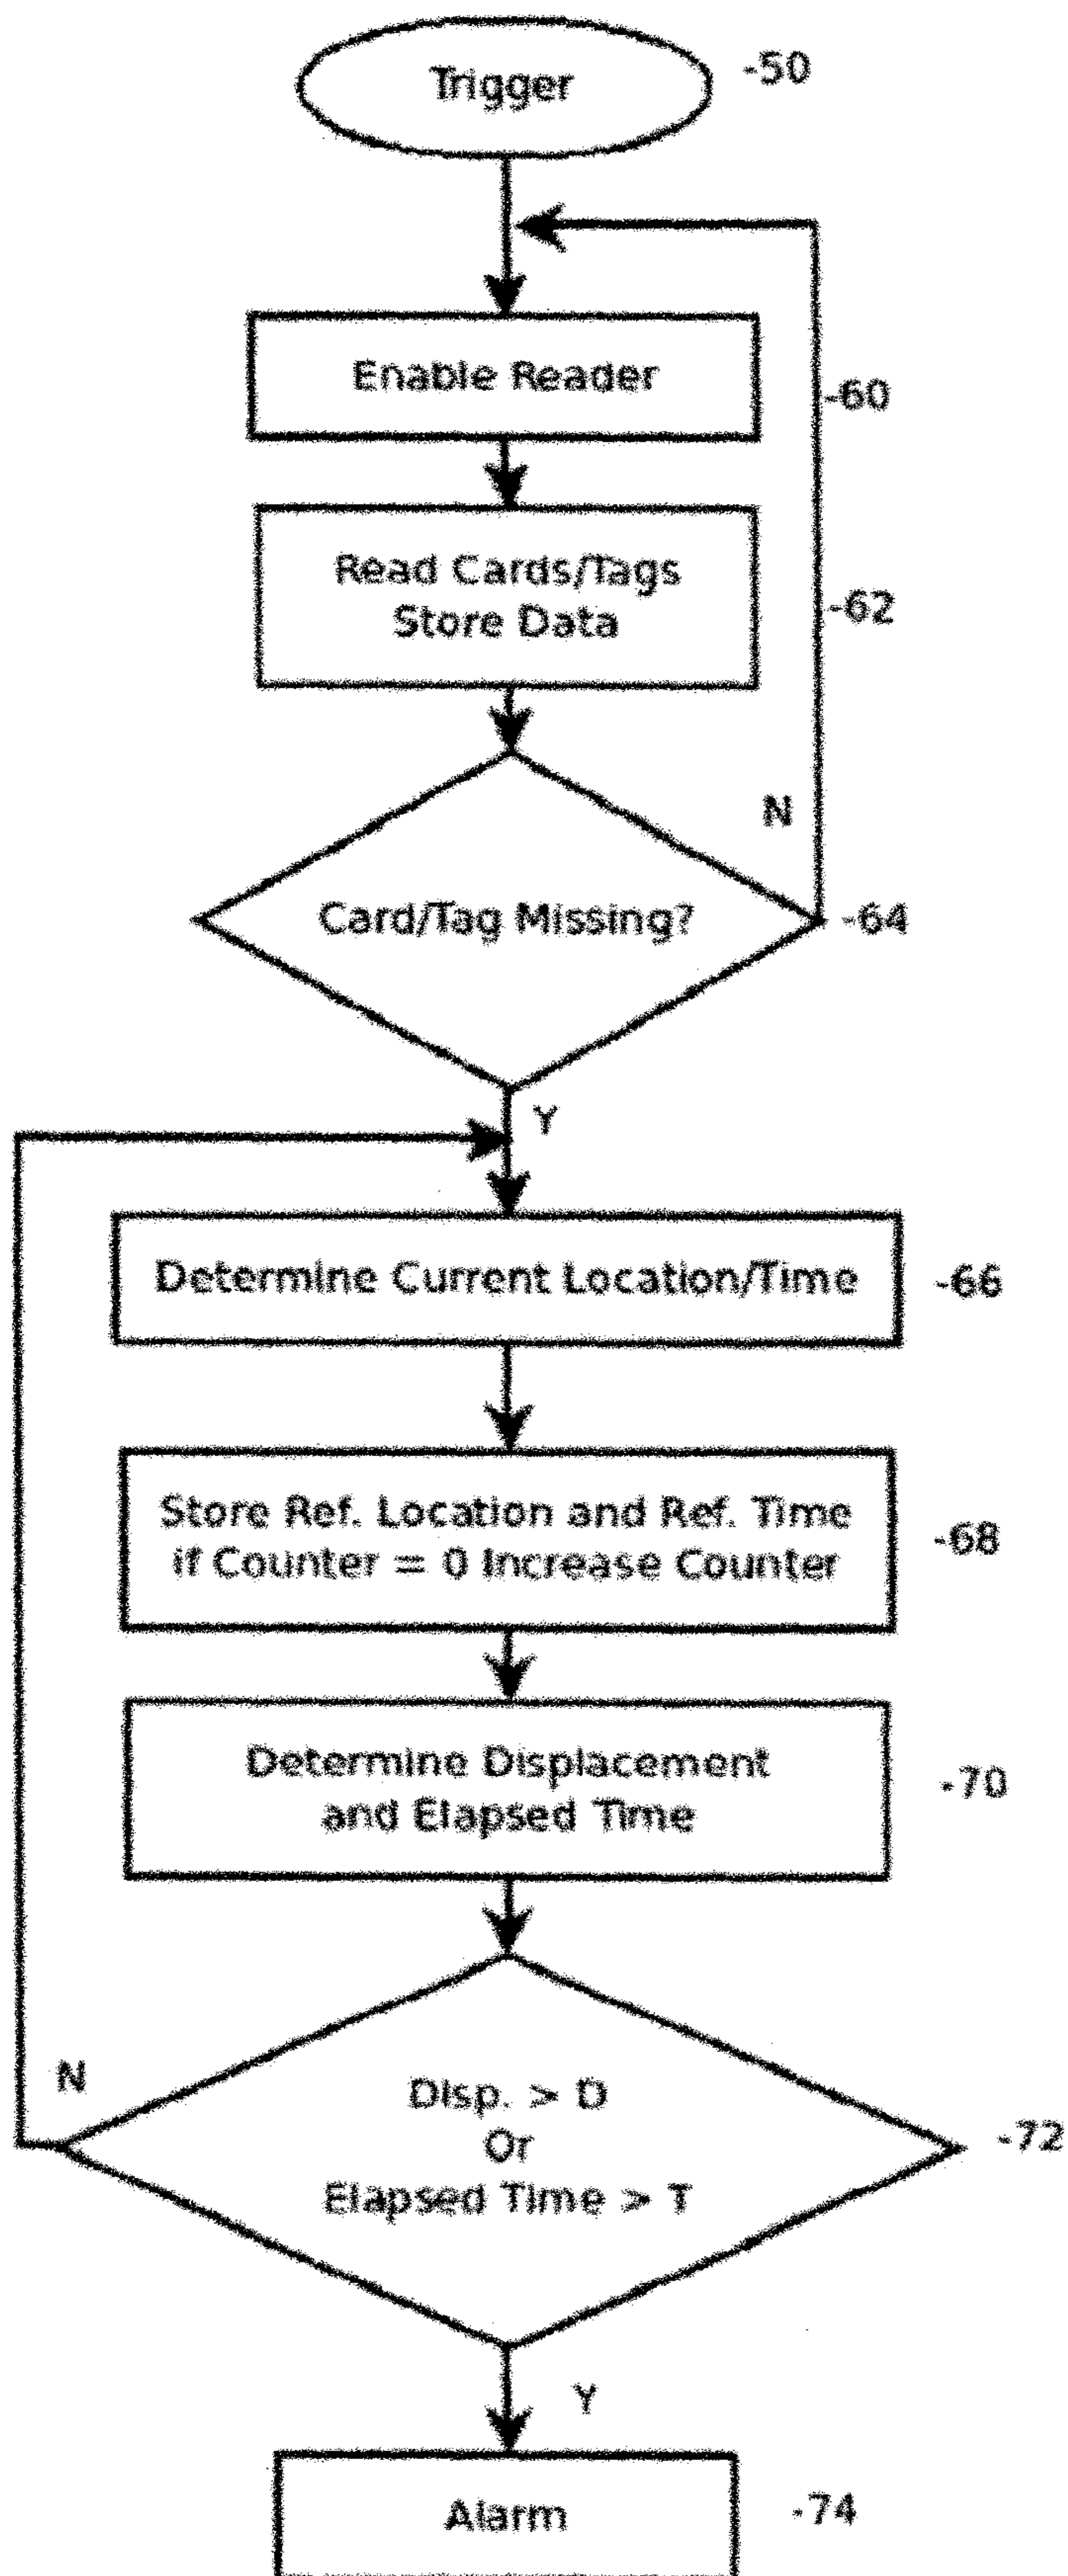 Trigger
-50
Enable Reader
-60
Read Cards/Tags
Store Data
-62
N
Card/Tag Missing?
-64
Y
Determine Current Location/Time
-66
Store Ref. Location and Ref. Time
if Counter = 0 Increase Counter
-68
Determine Displacement
and Elapsed Time
-70
N
Disp. > D
Or
Elapsed Time > T
-72
Y
Alarm
-74